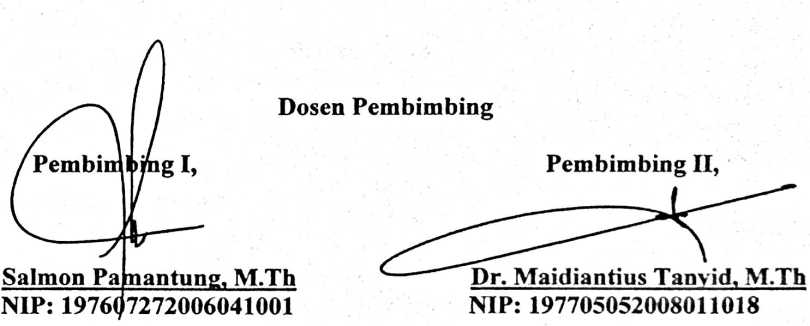 Dosen Pembimbing
Pembimbing I,
Pembimbing II,
Salmon Pamantung, M.Th
Dr. Maidiantius Tanyid, M.Th
NIP: 197607272006041001
NIP: 197705052008011018